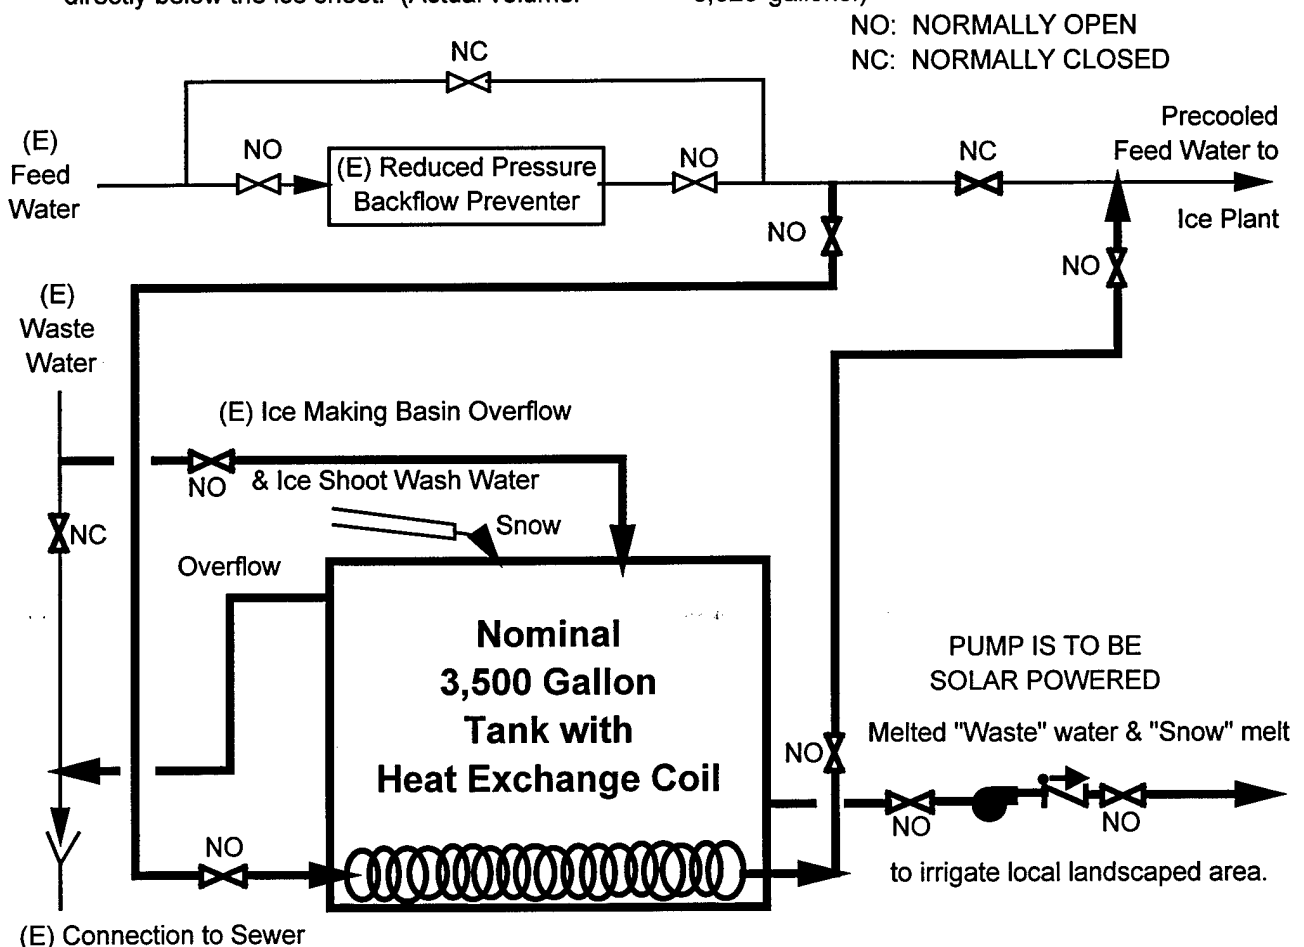 NO: NORMALLY OPEN
NC: NORMALLY CLOSED
NC
(E)
Feed
Water
NO
(E) Reduced Pressure
Backflow Preventer
NO
NC
Precooled
Feed Water to
Ice Plant
NO
NO
(E)
Waste
Water
(E) Ice Making Basin Overflow
NO
& Ice Shoot Wash Water
NC
Snow
Overflow
Nominal
3,500 Gallon
Tank with
Heat Exchange Coil
PUMP IS TO BE
SOLAR POWERED
NO
Melted "Waste" water & "Snow" melt
NO
NO
NO
to irrigate local landscaped area.
(E) Connection to Sewer